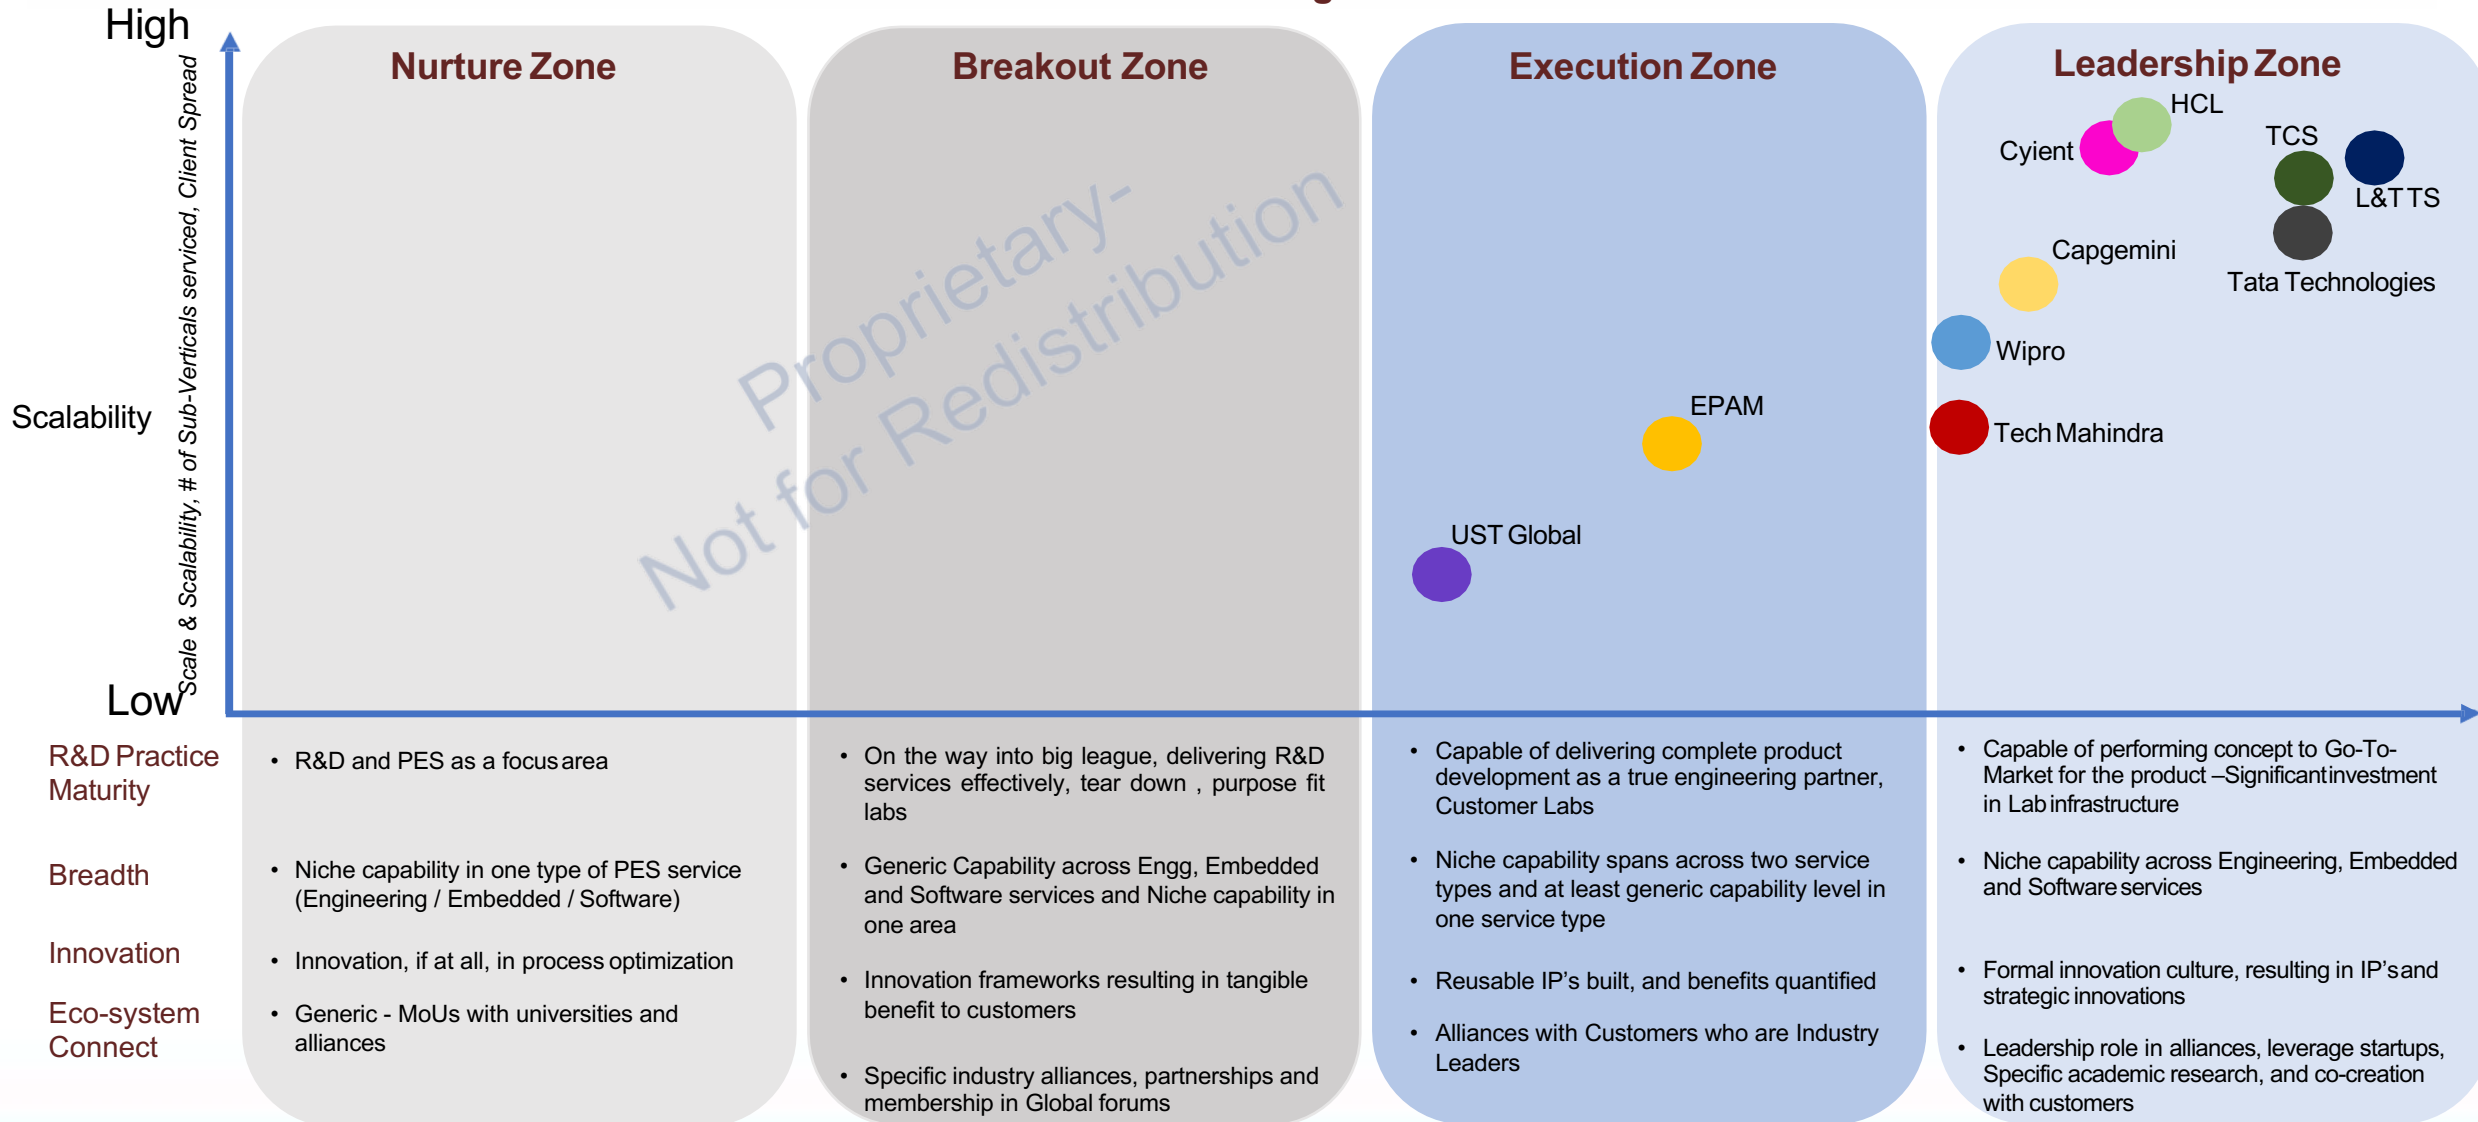 High
Nurture Zone
Breakout Zone
Execution Zone
Leadership Zone
Scale & Scalability, # of Sub-Verticals serviced, Client Spread
Scalability
Low
HCL
Cyient
TCS
L&T TS
Capgemini
Tata Technologies
Wipro
EPAM
Tech Mahindra
UST Global
Proprietary-
Not for Redistribution
R&D Practice
Maturity
• R&D and PES as a focus area
• On the way into big league, delivering R&D
services effectively, tear down , purpose fit
labs
• Capable of delivering complete product
development as a true engineering partner,
Customer Labs
• Capable of performing concept to Go-To-
Market for the product –Significant investment
in Lab infrastructure
Breadth
• Niche capability in one type of PES service
(Engineering / Embedded / Software)
• Generic Capability across Engg, Embedded
and Software services and Niche capability in
one area
• Niche capability spans across two service
types and at least generic capability level in
one service type
• Niche capability across Engineering, Embedded
and Software services
Innovation
• Innovation, if at all, in process optimization
• Innovation frameworks resulting in tangible
benefit to customers
• Reusable IP’s built, and benefits quantified
• Formal innovation culture, resulting in IP’s and
strategic innovations
Eco-system
Connect
• Generic - MoUs with universities and
alliances
• Specific industry alliances, partnerships and
membership in Global forums
• Alliances with Customers who are Industry
Leaders
• Leadership role in alliances, leverage startups,
Specific academic research, and co-creation
with customers